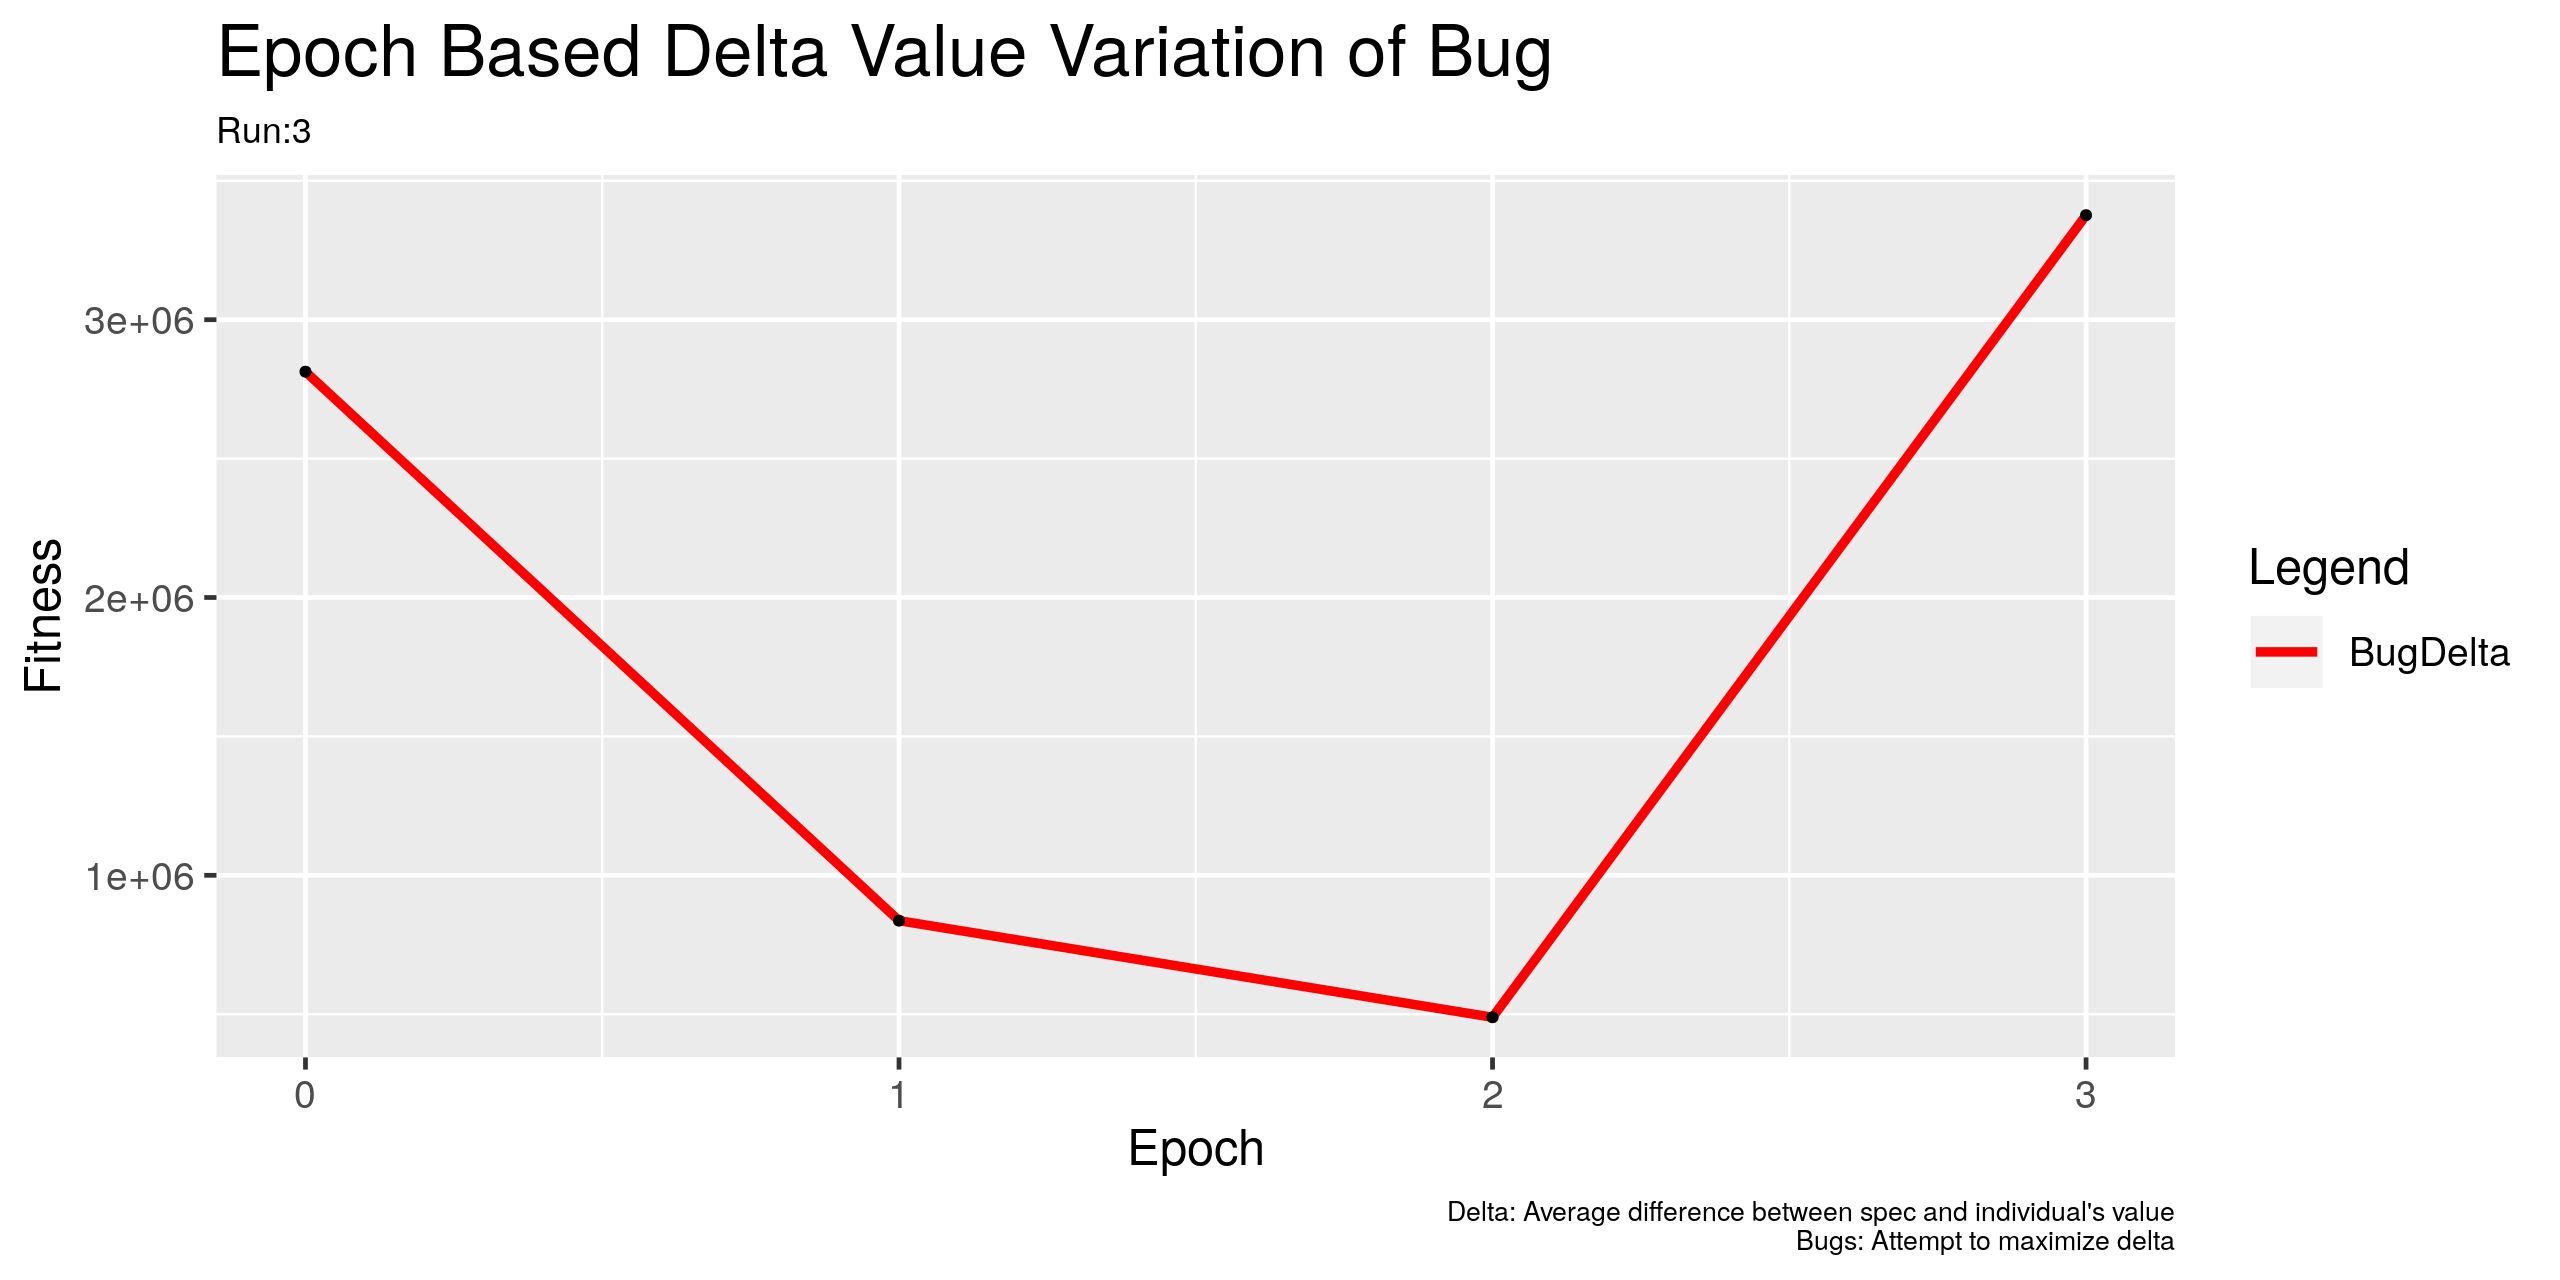 Epoch Based Delta Value Variation of Bug
Run:3
Fitness
3e+06
2e+06
1e+06
0 1 2 3
Epoch
Legend
BugDelta
Delta: Average difference between spec and individual's value
Bugs: Attempt to maximize delta